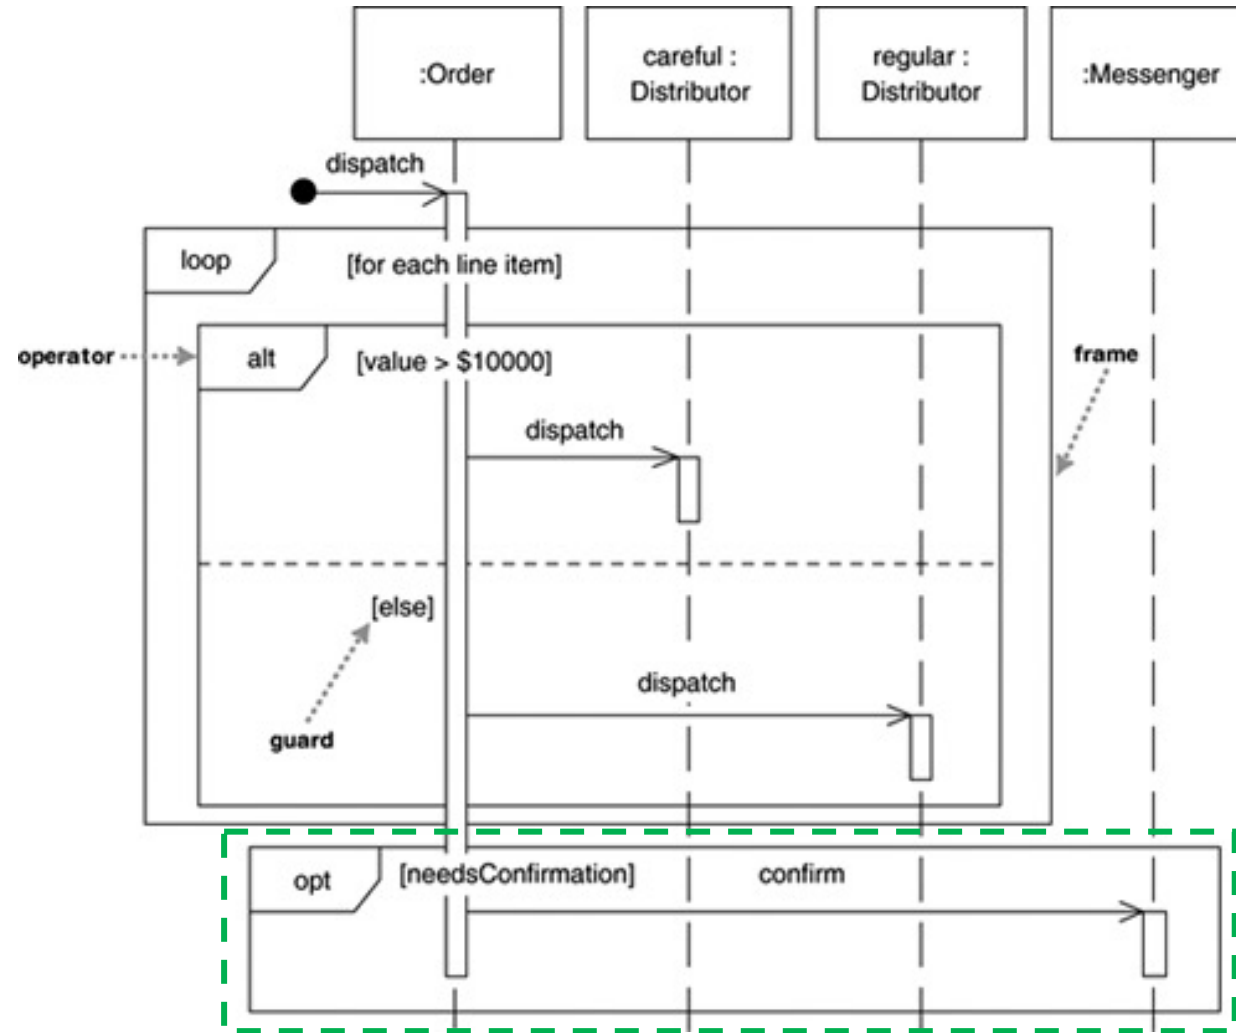 :Order
careful :
Distributor
regular :
Distributor
:Messenger
dispatch
loop
[for each line item]
operator
alt
[value > $10000]
frame
dispatch
[else]
dispatch
guard
opt
[needsConfirmation]
confirm